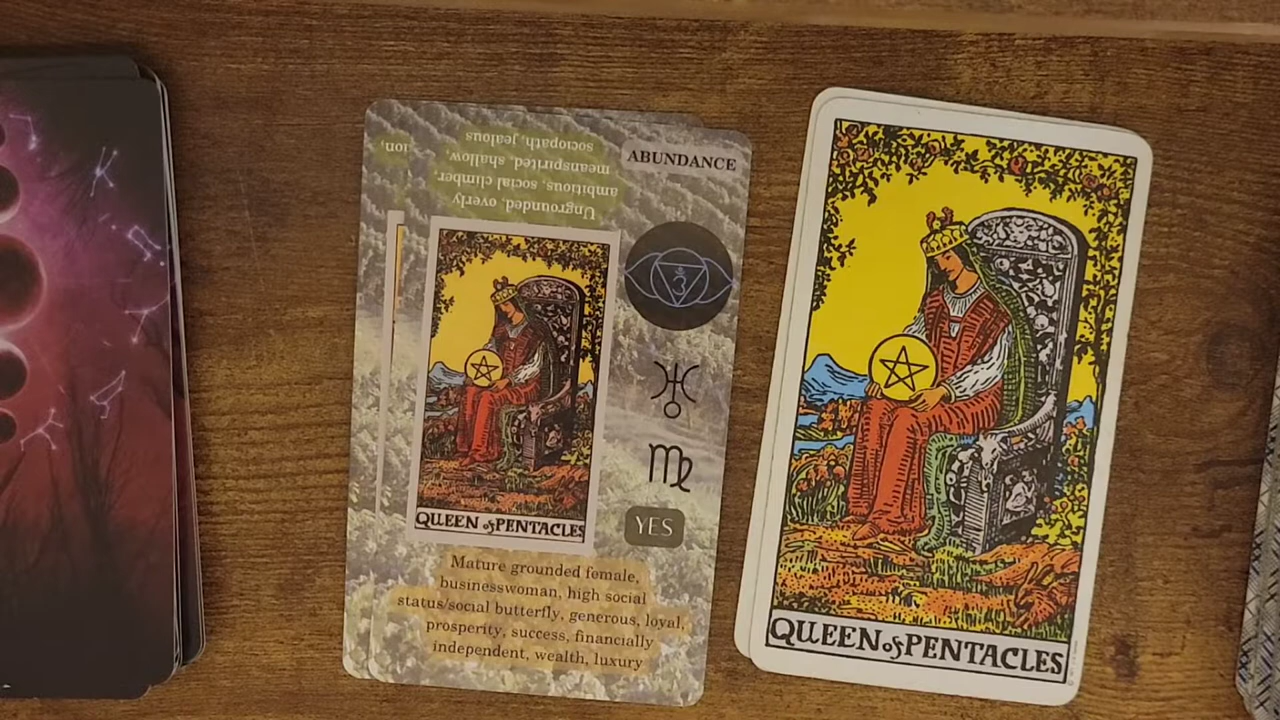 ABUNDANCE
Ungrounded, overly
ambitious, social climber,
meanspirited, shallow,
sociopath, jealous
ion,
QUEEN of PENTACLES
YES
Mature grounded female,
businesswoman, high social
status/social butterfly, generous, loyal,
prosperity, success, financially
independent, wealth, luxury
QUEEN of PENTACLES